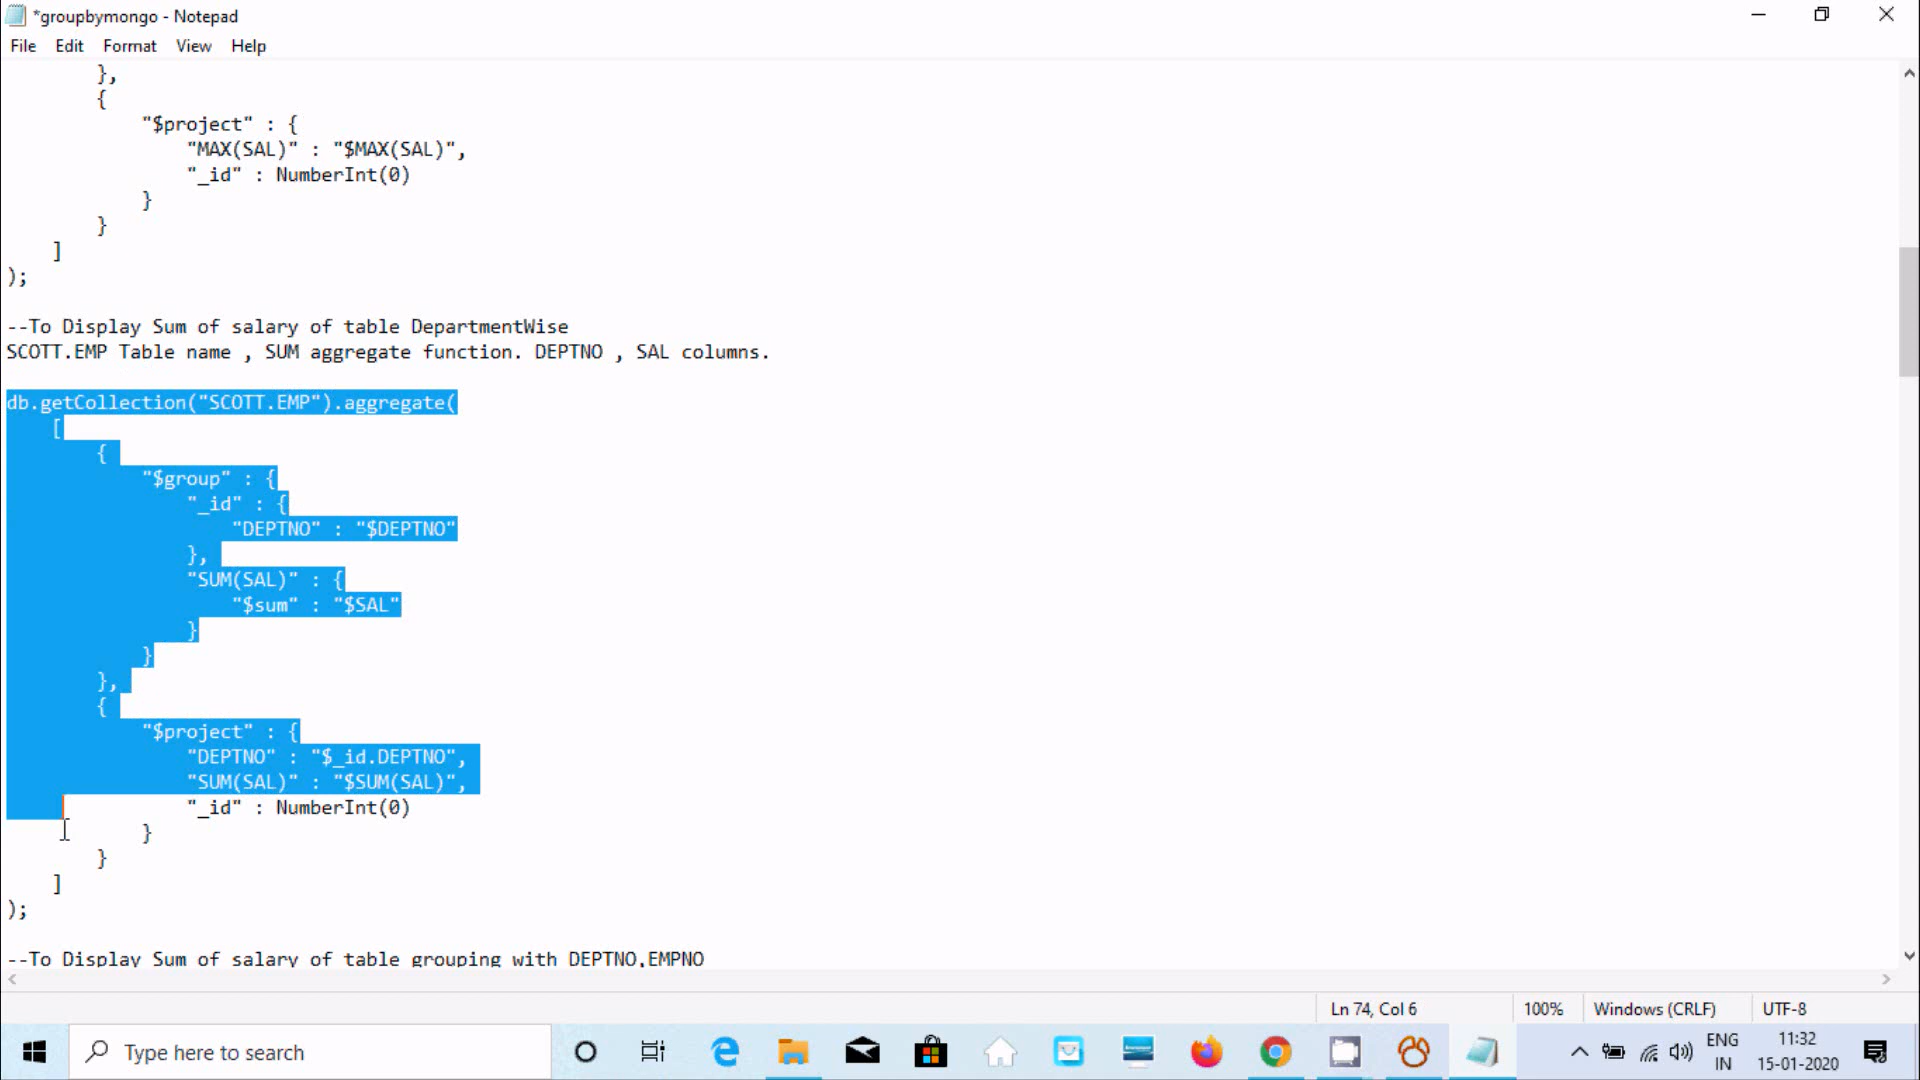 *groupbymongo - Notepad
File Edit Format View Help
},
{
"$project" : {
"MAX(SAL)" : "$MAX(SAL)",
"_id" : NumberInt(0)
}
}
]
);
--To Display Sum of salary of table DepartmentWise
SCOTT.EMP Table name , SUM aggregate function. DEPTNO , SAL columns.
db.getCollection("SCOTT.EMP").aggregate(
[
{
"$group" : {
"_id" : {
"DEPTNO" : "$DEPTNO"
},
"SUM(SAL)" : {
"$sum" : "$SAL"
}
}
},
{
"$project" : {
"DEPTNO" : "$_id.DEPTNO",
"SUM(SAL)" : "$SUM(SAL)",
"_id" : NumberInt(0)
}
}
]
);
--To Display Sum of salary of table grouping with DEPTNO,EMPNO
Ln 74, Col 6 100% Windows (CRLF) UTF-8
Type here to search
ENG 11:32
IN 15-01-2020